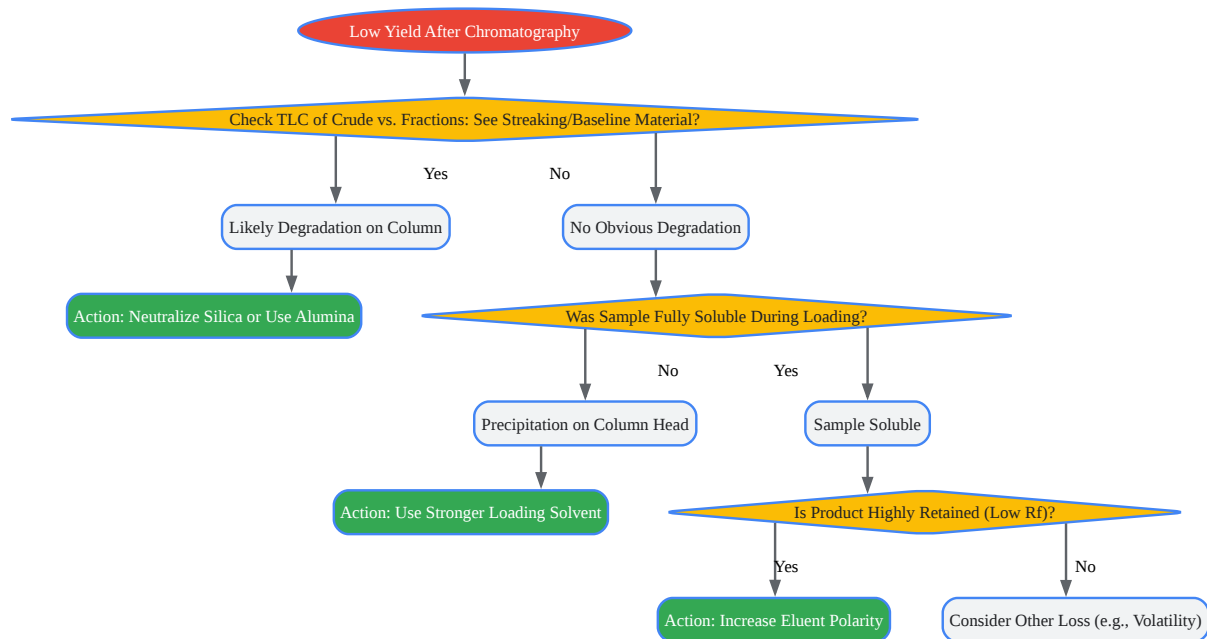 Low Yield After Chromatography
Check TLC of Crude vs. Fractions: See Streaking/Baseline Material?
Yes
No
Likely Degradation on Column
No Obvious Degradation
Action: Neutralize Silica or Use Alumina
Was Sample Fully Soluble During Loading?
No
Yes
Precipitation on Column Head
Sample Soluble
Action: Use Stronger Loading Solvent
Is Product Highly Retained (Low Rf)?
Yes
No
Action: Increase Eluent Polarity
Consider Other Loss (e.g., Volatility)